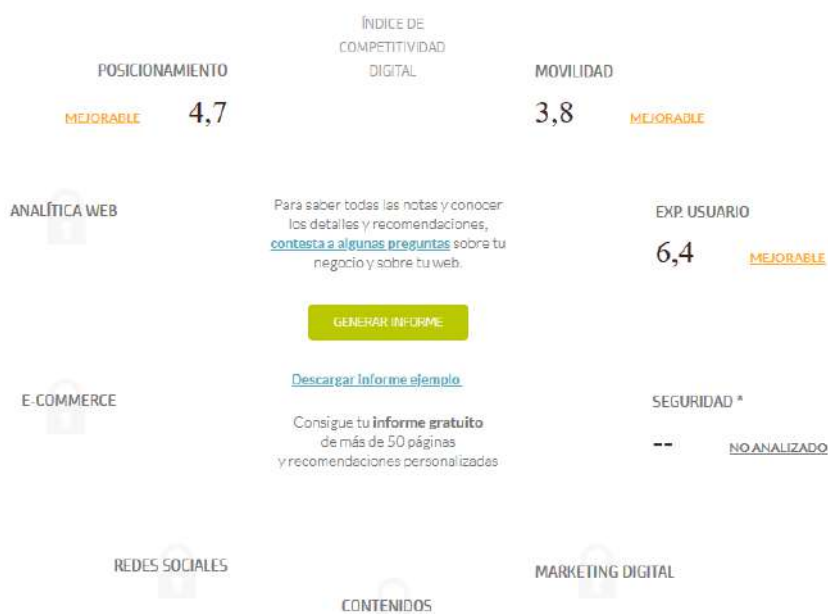 ÍNDICE DE
COMPETITIVIDAD
DIGITAL
POSICIONAMIENTO
MEJORABLE 4,7
MOVILIDAD
3,8 MEJORABLE
ANALÍTICA WEB
Para saber todas las notas y conocer
los detalles y recomendaciones,
contesta a algunas preguntas sobre tu
negocio y sobre tu web.
EXP. USUARIO
6,4 MEJORABLE
GENERAR INFORME
Descargar informe ejemplo
E-COMMERCE
Consigue tu informe gratuito
de más de 50 páginas
y recomendaciones personalizadas
SEGURIDAD *
-- NO ANALIZADO
REDES SOCIALES
MARKETING DIGITAL
CONTENIDOS